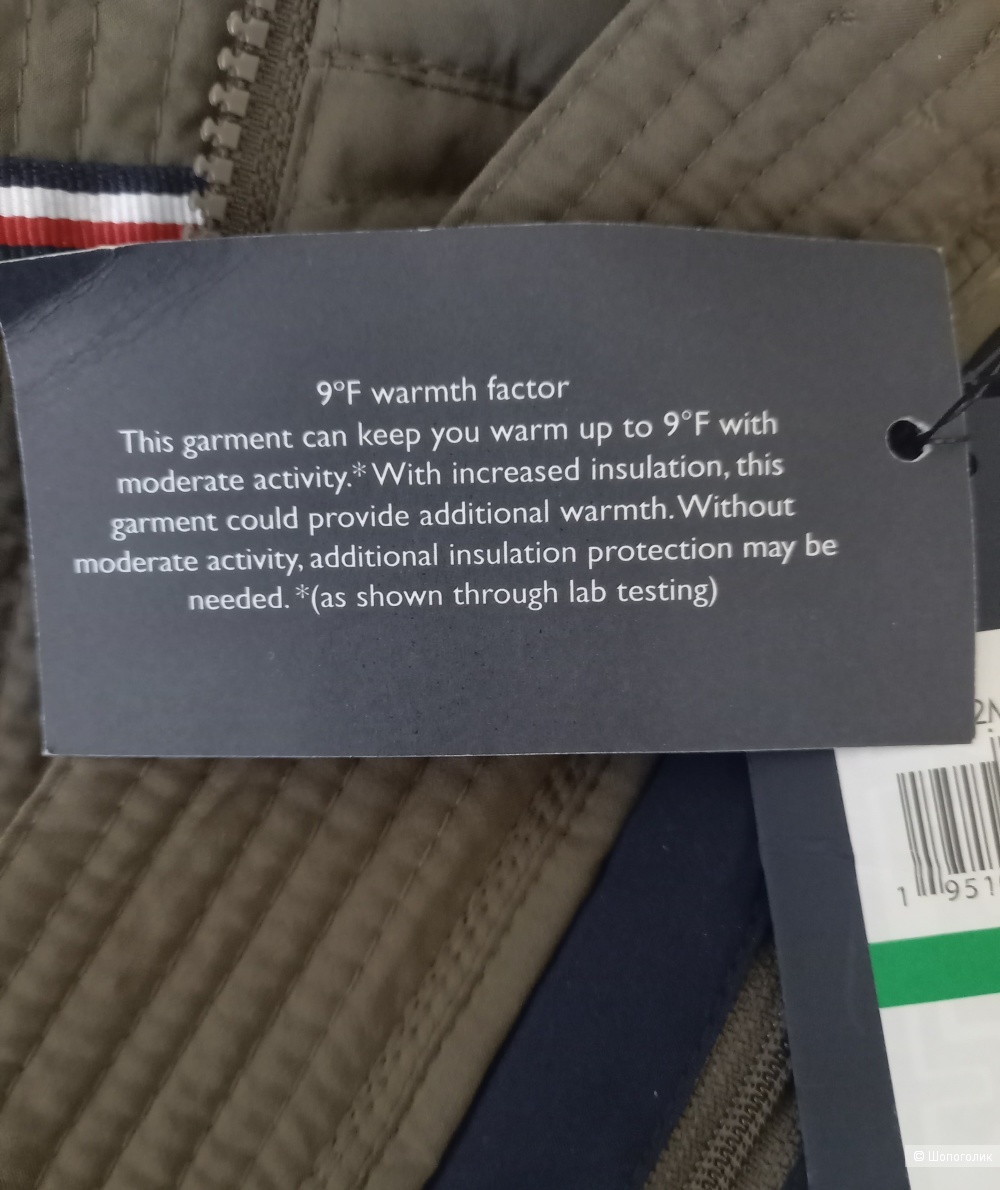 9°F warmth factor
This garment can keep you warm up to 9°F with
moderate activity.* With increased insulation, this
garment could provide additional warmth. Without
moderate activity, additional insulation protection may be
needed. *(as shown through lab testing)
1 951
© Шопоголик